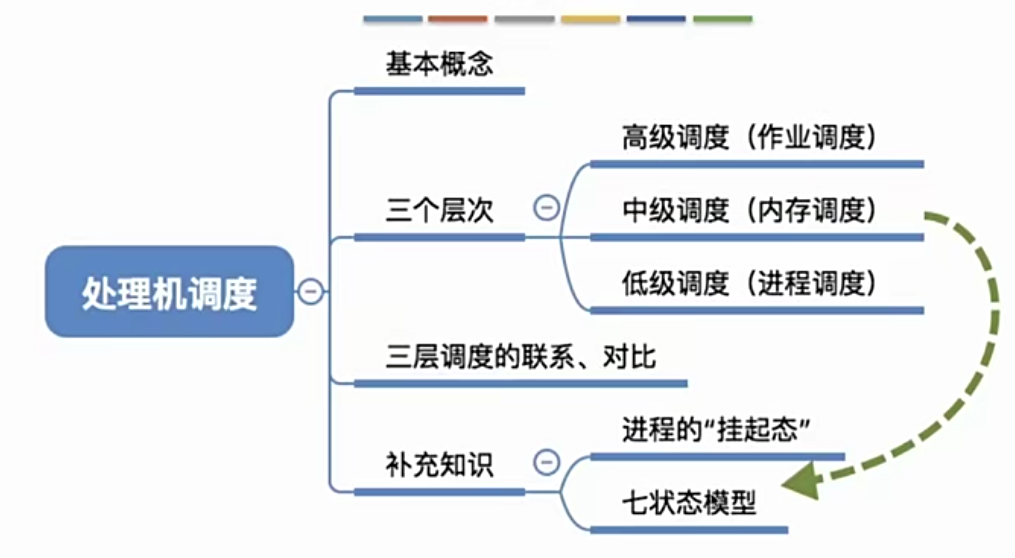 基本概念
高级调度（作业调度）
三个层次
中级调度（内存调度）
低级调度（进程调度）
处理机调度
三层调度的联系、对比
进程的“挂起态”
补充知识
七状态模型